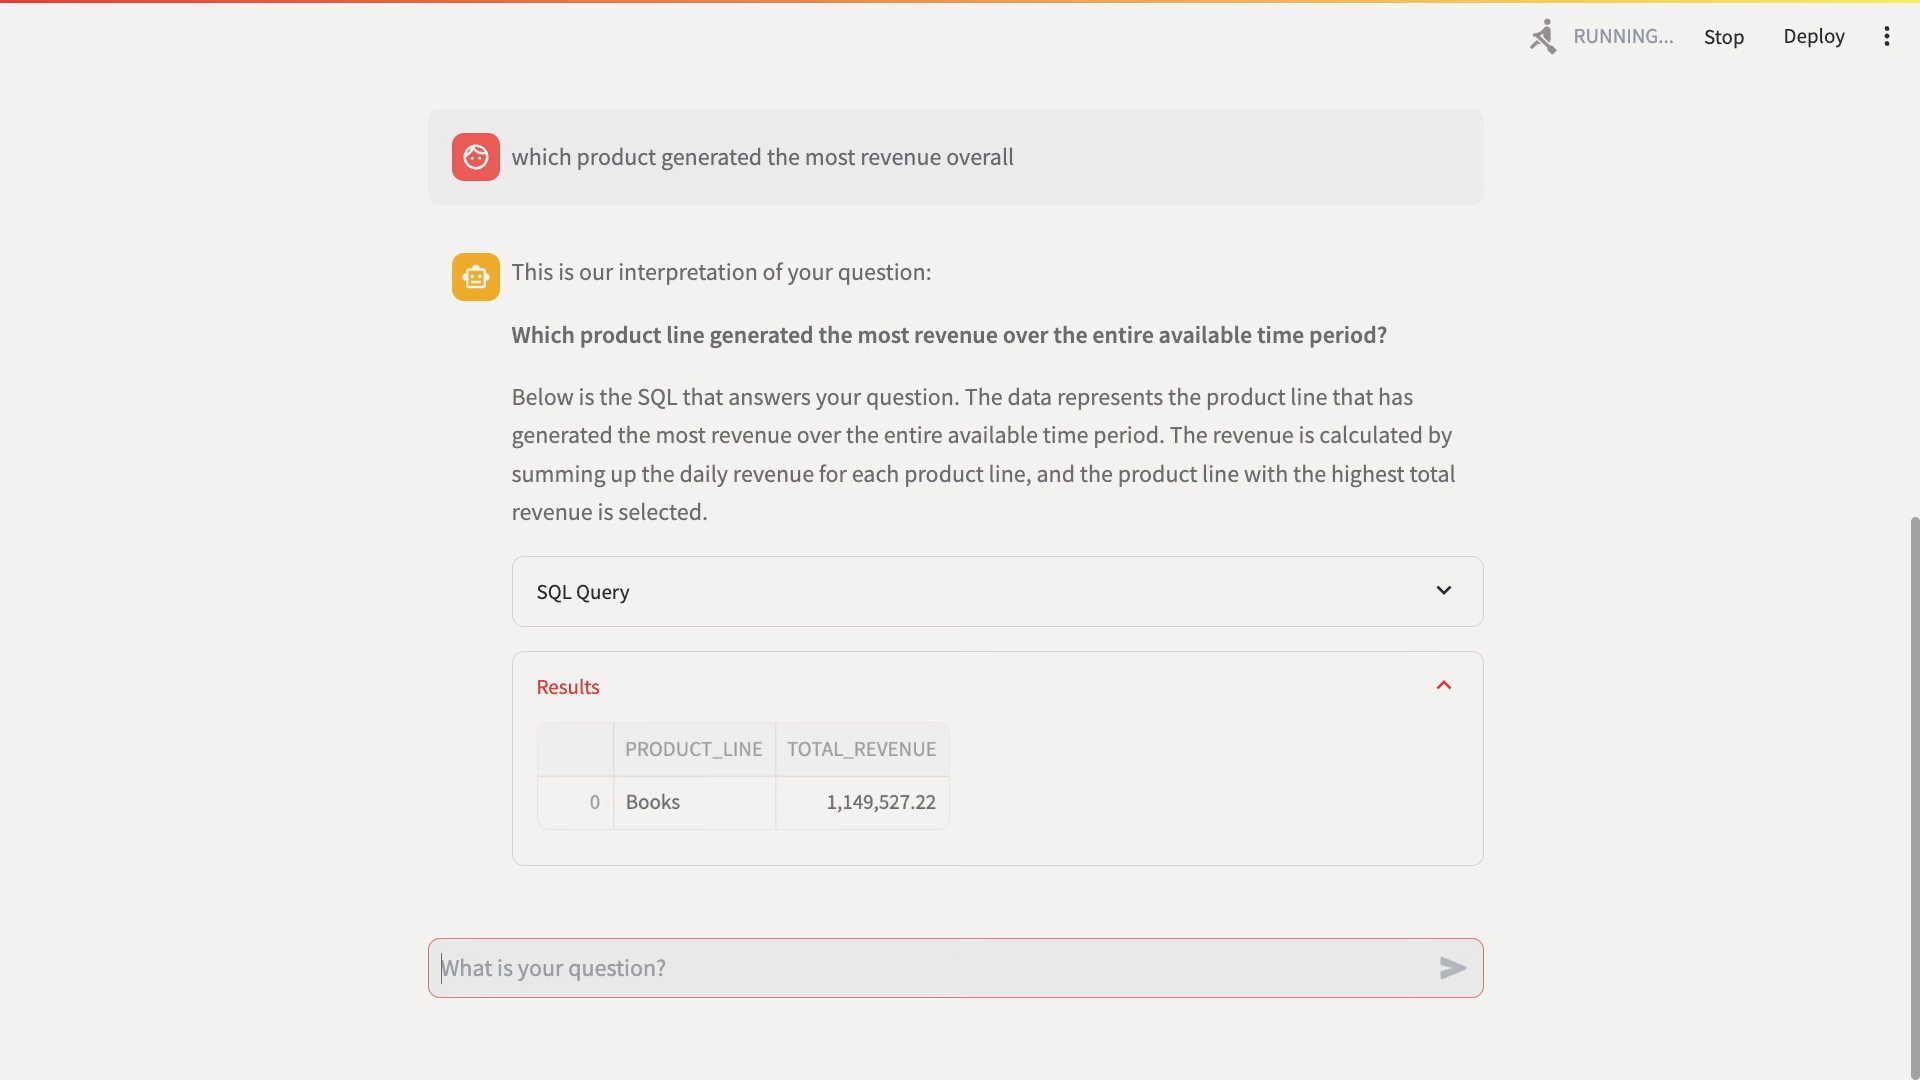 RUNNING... Stop Deploy
which product generated the most revenue overall
This is our interpretation of your question:
Which product line generated the most revenue over the entire available time period?
Below is the SQL that answers your question. The data represents the product line that has
generated the most revenue over the entire available time period. The revenue is calculated by
summing up the daily revenue for each product line, and the product line with the highest total
revenue is selected.
SQL Query
Results
PRODUCT_LINE TOTAL_REVENUE
0 Books 1,149,527.22
What is your question?